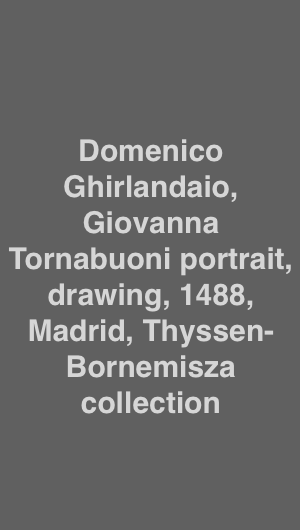 Domenico
Ghirlandaio,
Giovanna
Tornabuoni portrait,
drawing, 1488,
Madrid, Thyssen-
Bornemisza
collection